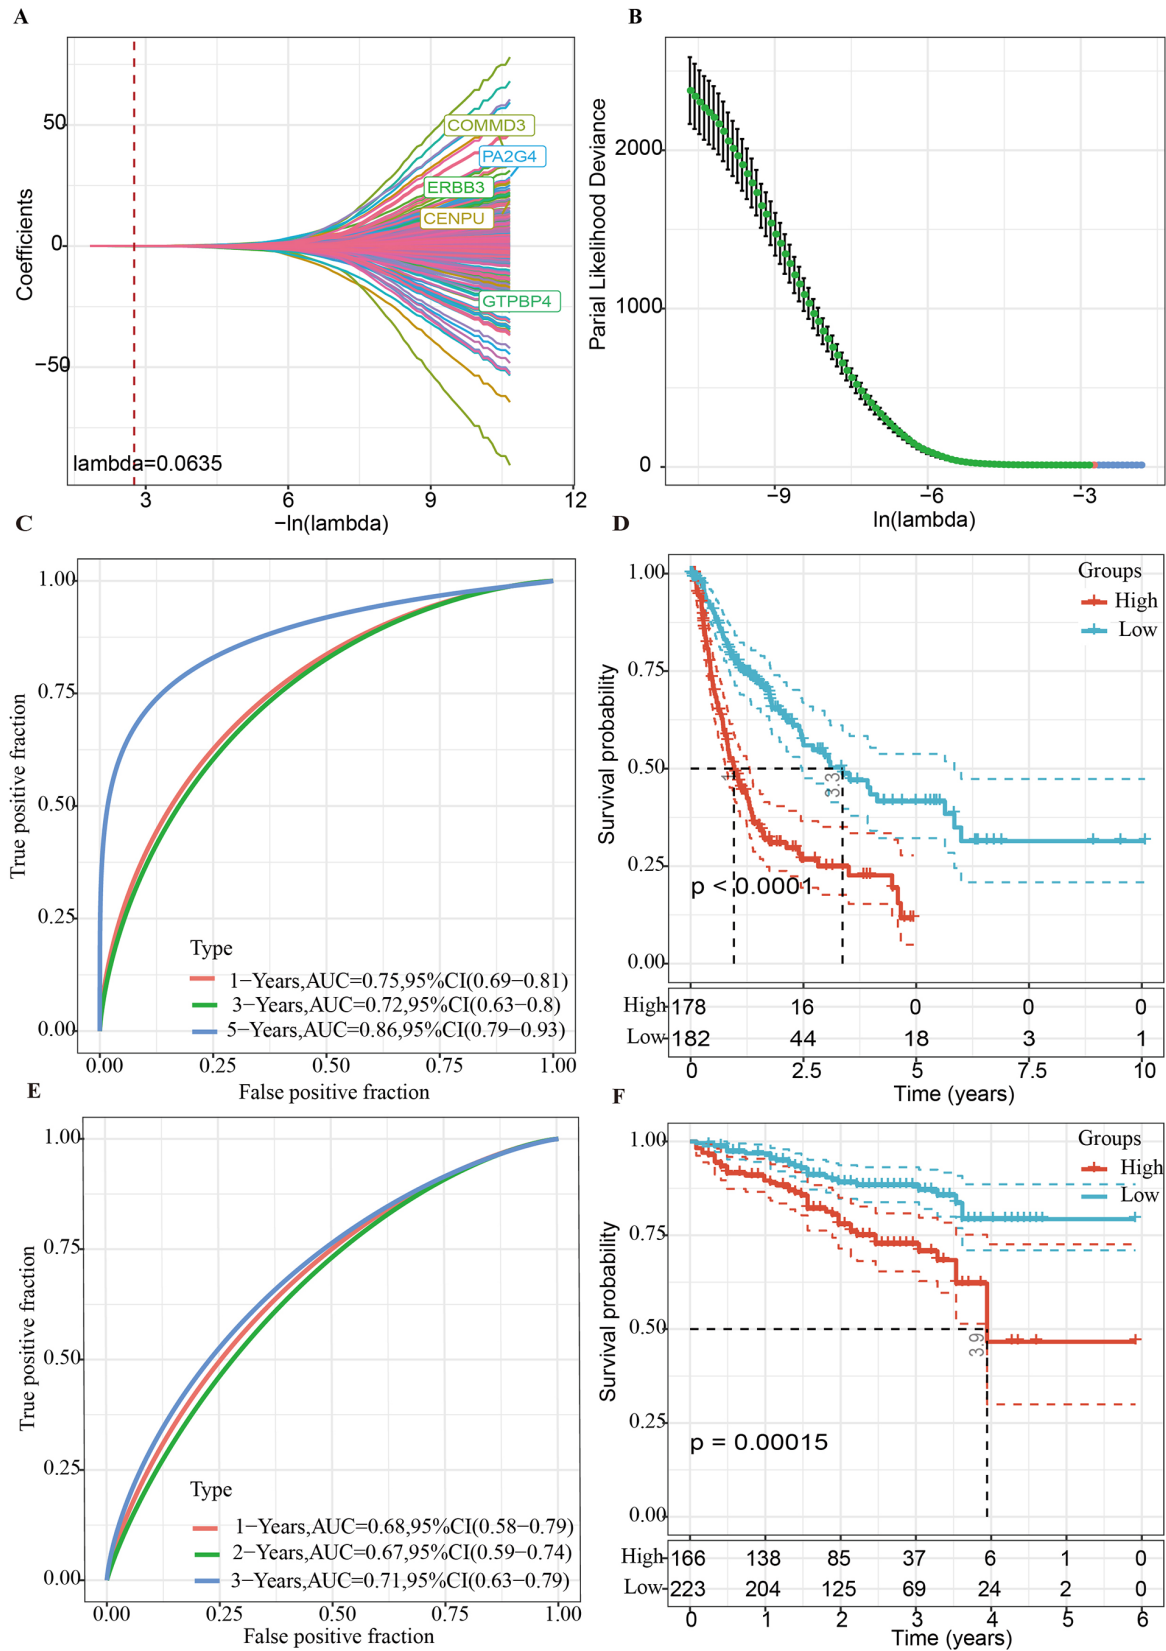 A
Coefficients
50
0
−50
COMMD3
PA2G4
ERBB3
CENPU
GTPBP4
lambda=0.0635
3 6 9 12
−ln(lambda)
B
Parial Likelihood Deviance
2000
1000
0
−9 −6 −3
ln(lambda)
C
True positive fraction
1.00
0.75
0.50
0.25
0.00
Type
1−Years,AUC=0.75,95%CI(0.69−0.81)
3−Years,AUC=0.72,95%CI(0.63−0.8)
5−Years,AUC=0.86,95%CI(0.79−0.93)
0.00 0.25 0.50 0.75 1.00
False positive fraction
D
Survival probability
1.00
0.75
0.50
0.25
0.00
Groups
High
Low
1
3.3
p < 0.0001
High 178 16 0 0 0
Low 182 44 18 3 1
0 2.5 5 7.5 10
Time (years)
E
True positive fraction
1.00
0.75
0.50
0.25
0.00
Type
1−Years,AUC=0.68,95%CI(0.58−0.79)
2−Years,AUC=0.67,95%CI(0.59−0.74)
3−Years,AUC=0.71,95%CI(0.63−0.79)
0.00 0.25 0.50 0.75 1.00
False positive fraction
F
Survival probability
1.00
0.75
0.50
0.25
0.00
Groups
High
Low
3.9
p = 0.00015
High 166 138 85 37 6 1 0
Low 223 204 125 69 24 2 0
0 1 2 3 4 5 6
Time (years)